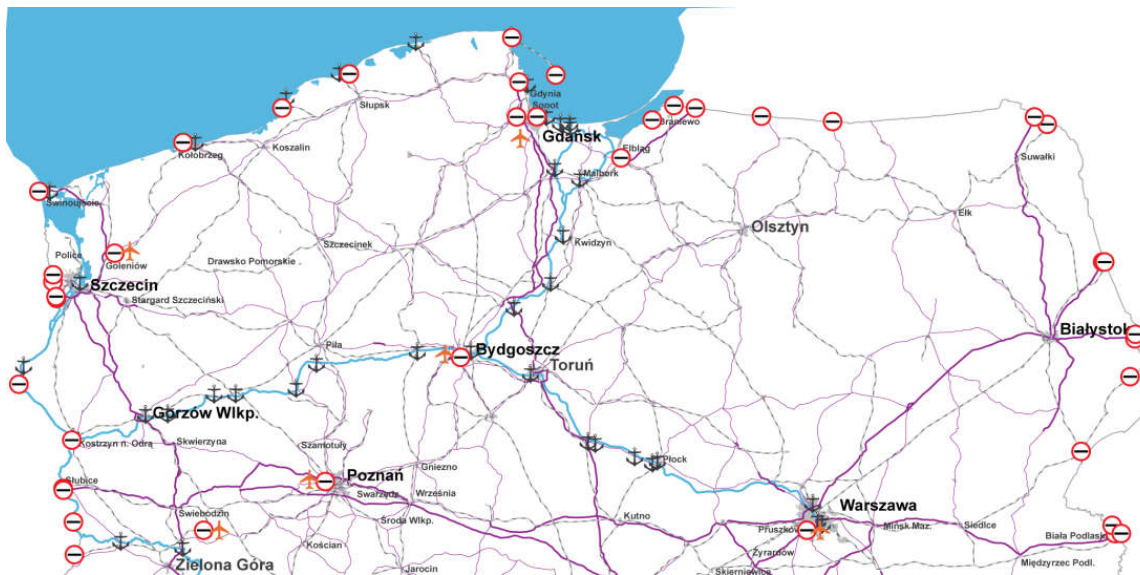 Gdynia
Sopot
Słupsk
Gdańsk
Braniewo
Kołobrzeg
Koszalin
Elbląg
Malbork
Suwałki
Świnoujście
Ełk
Olsztyn
Kwidzyn
Szczecinek
Police
Goleniów
Drawsko Pomorskie
Szczecin
Stargard Szczeciński
Białystok
Piła
Bydgoszcz
Toruń
Gorzów Wlkp.
Kostrzyn n. Odrą
Skwierzyna
Szamotuły
Gniezno
Płock
Słubice
Poznań
Swarzędz
Września
Warszawa
Świebodzin
Środa Wlkp.
Kutno
Pruszków
Mińsk Maz.
Siedlce
Biała Podlaska
Kościan
Żyrardów
Zielona Góra
Jarocin
Skierniewice
Międzyrzec Podl.